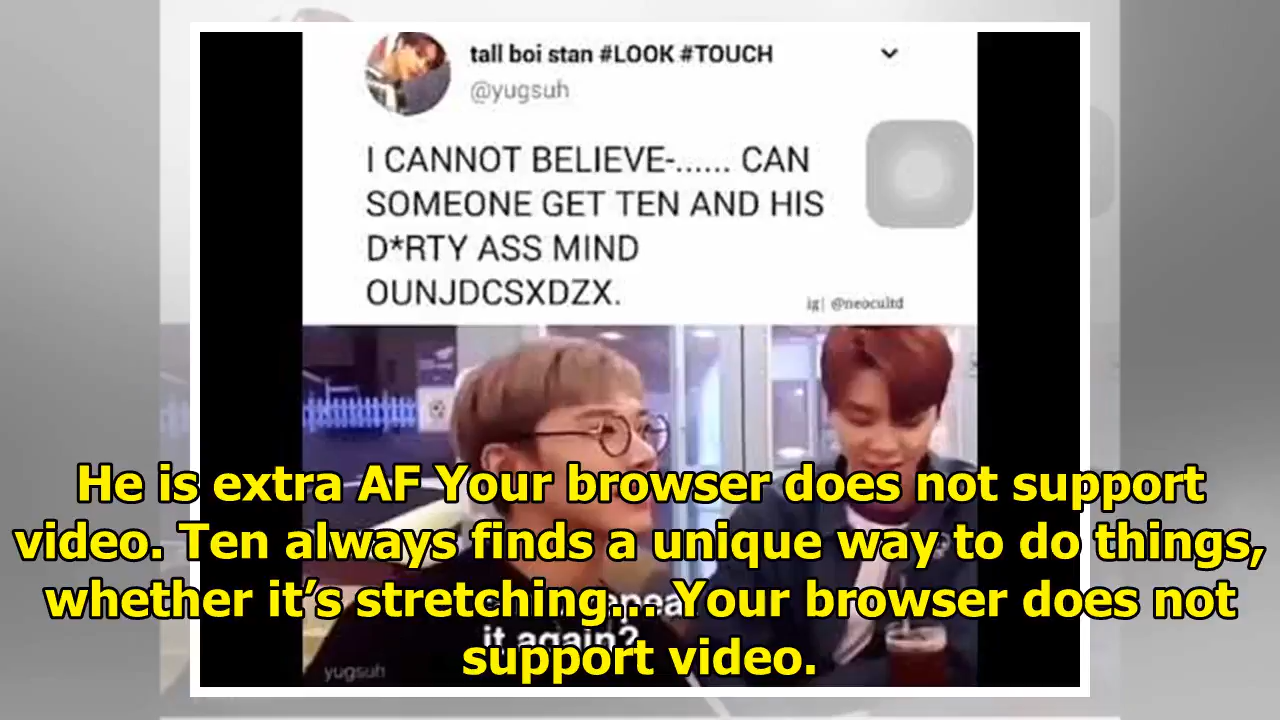 tall boi stan #LOOK #TOUCH
@yugsuh
I CANNOT BELIEVE-...... CAN
SOMEONE GET TEN AND HIS
D*RTY ASS MIND
OUNJDCSXDZX.
ig| @neocultd
He is extra AF Your browser does not support
video. Ten always finds a unique way to do things,
whether it’s stretching... Your browser does not
support video.
it again?
yugsuh